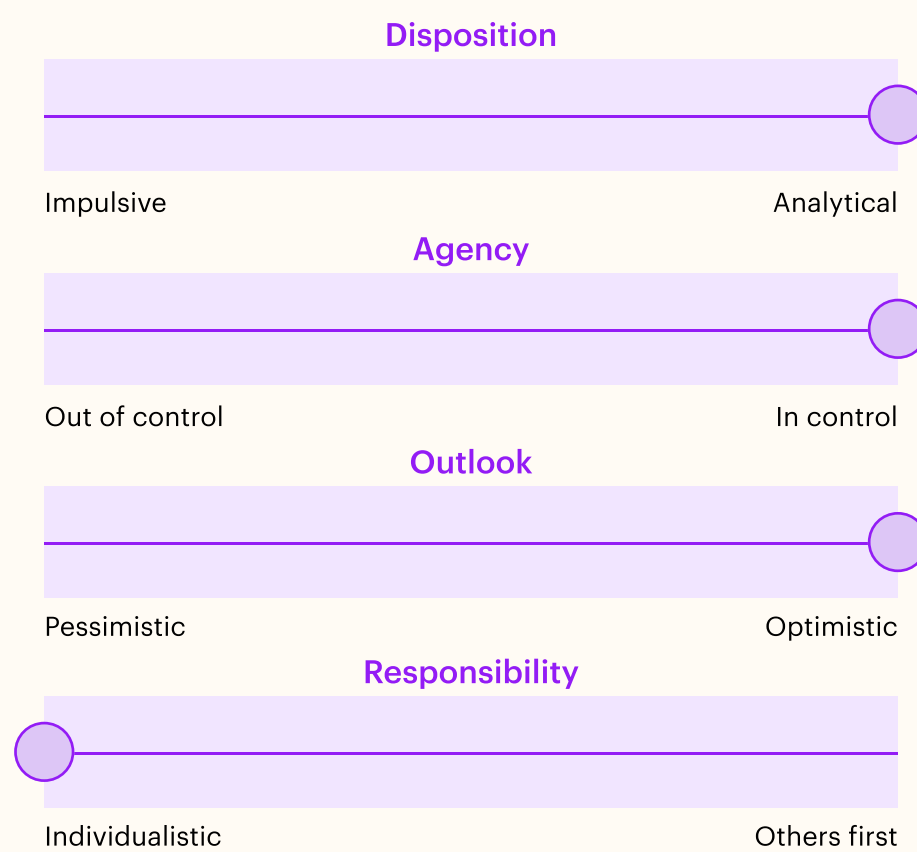 Disposition
Impulsive Analytical
Agency
Out of control In control
Outlook
Pessimistic Optimistic
Responsibility
Individualistic Others first